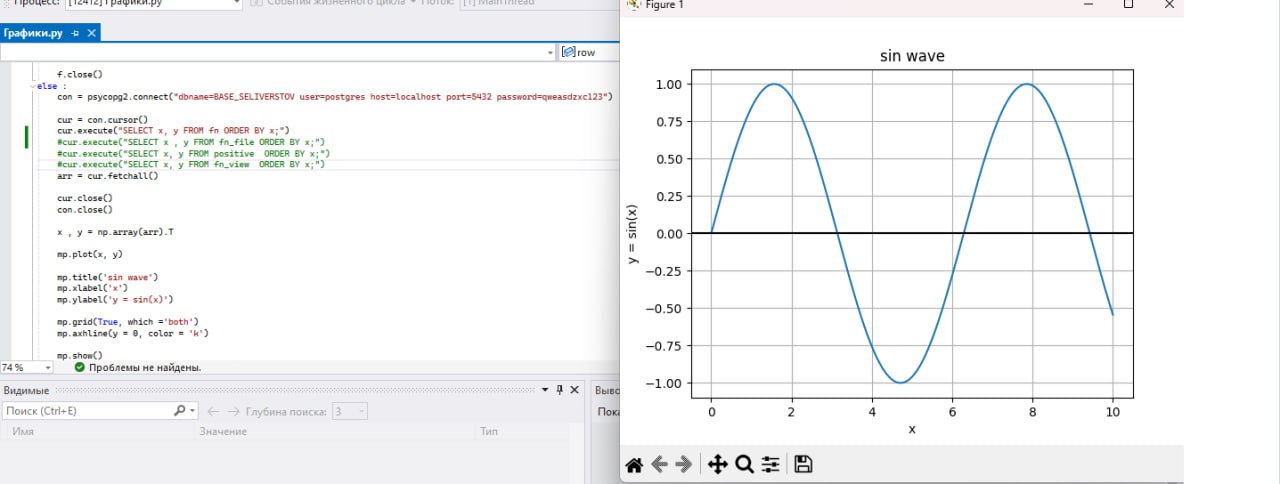 Процесс: [12412] Графики.py События жизненного цикла Поток: [1] MainThread
Графики.py
row
f.close()
else :
con = psycopg2.connect("dbname=BASE_SELIVERSTOV user=postgres host=localhost port=5432 password=qweasdzxc123")
cur = con.cursor()
cur.execute("SELECT x, y FROM fn ORDER BY x;")
#cur.execute("SELECT x , y FROM fn_file ORDER BY x;")
#cur.execute("SELECT x, y FROM positive  ORDER BY x;")
#cur.execute("SELECT x, y FROM fn_view  ORDER BY x;")
arr = cur.fetchall()
cur.close()
con.close()
x , y = np.array(arr).T
mp.plot(x, y)
mp.title('sin wave')
mp.xlabel('x')
mp.ylabel('y = sin(x)')
mp.grid(True, which ='both')
mp.axhline(y = 0, color = 'k')
mp.show()
74 %
Проблемы не найдены.
Видимые
Поиск (Ctrl+E)
Глубина поиска: 3
Имя Значение Тип
Figure 1
sin wave
1.00
0.75
0.50
0.25
0.00
−0.25
−0.50
−0.75
−1.00
y = sin(x)
0 2 4 6 8 10
x